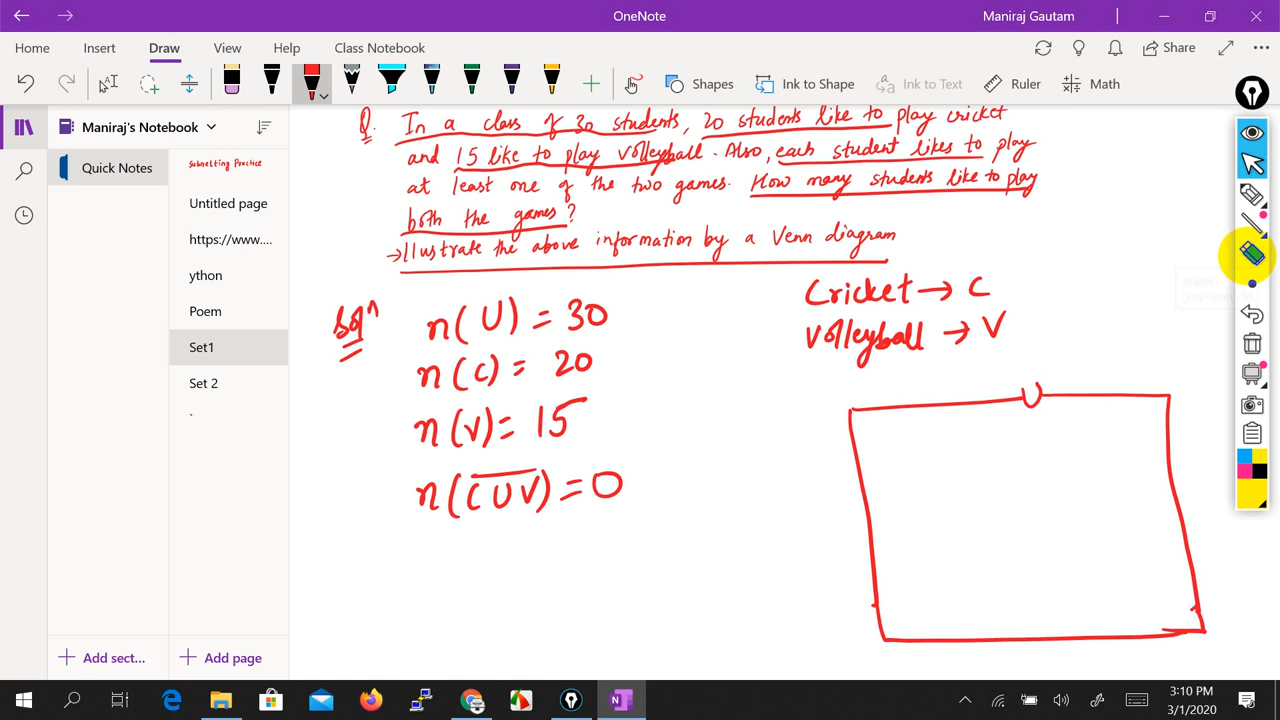 OneNote
Maniraj Gautam
Home Insert Draw View Help Class Notebook
Share
Shapes Ink to Shape Ink to Text Ruler Math
Maniraj's Notebook
Quick Notes
Subnetting Practice
Untitled page
https://www....
ython
Poem
Set1
Set 2
`
Add sect...
Add page
Q. In a class of 30 students, 20 students like to play cricket
and 15 like to play volleyball. Also, each student likes to play
at least one of the two games. How many students like to play
both the games?
→Illustrate the above information by a Venn diagram
Solⁿ
n(U) = 30
n(C) = 20
n(V) = 15
n(C̅ ̅U̅ ̅V̅) = 0
Cricket → C
Volleyball → V
U
3:10 PM
3/1/2020